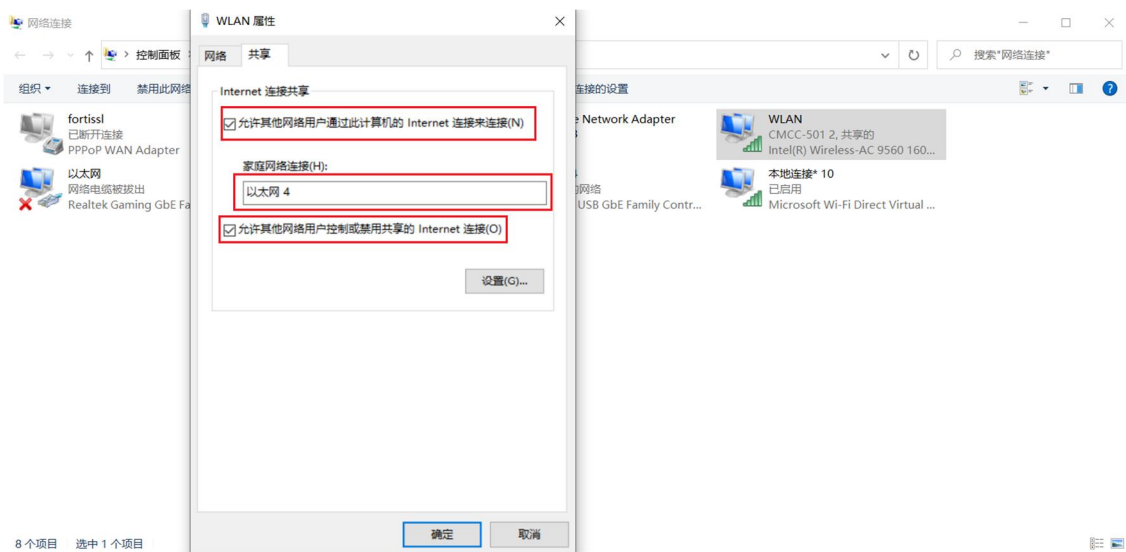 网络连接
WLAN 属性
控制面板
搜索"网络连接"
网络
共享
组织
连接到
禁用此网络
连接的设置
Internet 连接共享
允许其他网络用户通过此计算机的 Internet 连接来连接(N)
家庭网络连接(H):
以太网 4
允许其他网络用户控制或禁用共享的 Internet 连接(O)
设置(G)...
确定
取消
fortissl
已断开连接
PPPoP WAN Adapter
以太网
网络电缆被拔出
Realtek Gaming GbE Fa
Network Adapter
网络
USB GbE Family Contr...
WLAN
CMCC-501 2, 共享的
Intel(R) Wireless-AC 9560 160...
本地连接* 10
已启用
Microsoft Wi-Fi Direct Virtual ...
8 个项目
选中 1 个项目